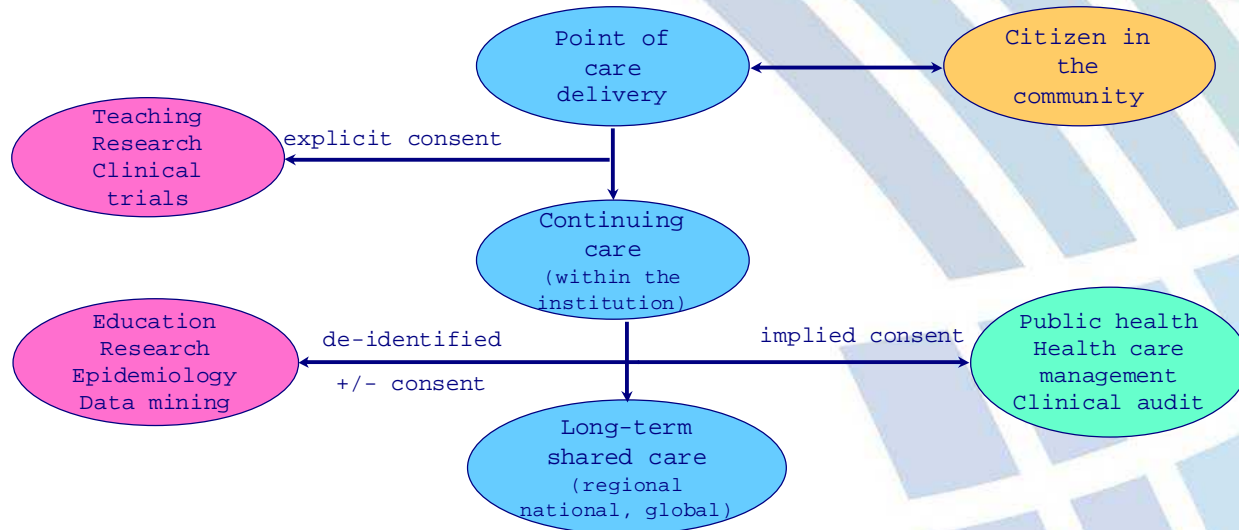 Point of
care
delivery
Citizen in
the
community
Teaching
Research
Clinical
trials
explicit consent
Continuing
care
(within the
institution)
Education
Research
Epidemiology
Data mining
de-identified
+/- consent
implied consent
Public health
Health care
management
Clinical audit
Long-term
shared care
(regional
national, global)